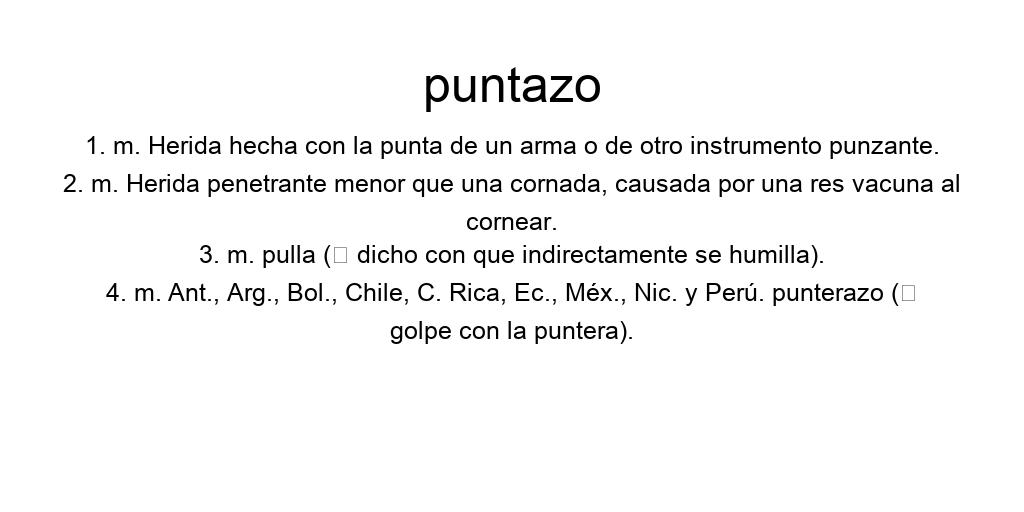 puntazo
1. m. Herida hecha con la punta de un arma o de otro instrumento punzante.
2. m. Herida penetrante menor que una cornada, causada por una res vacuna al
cornear.
3. m. pulla (▯ dicho con que indirectamente se humilla).
4. m. Ant., Arg., Bol., Chile, C. Rica, Ec., Méx., Nic. y Perú. punterazo (▯
golpe con la puntera).